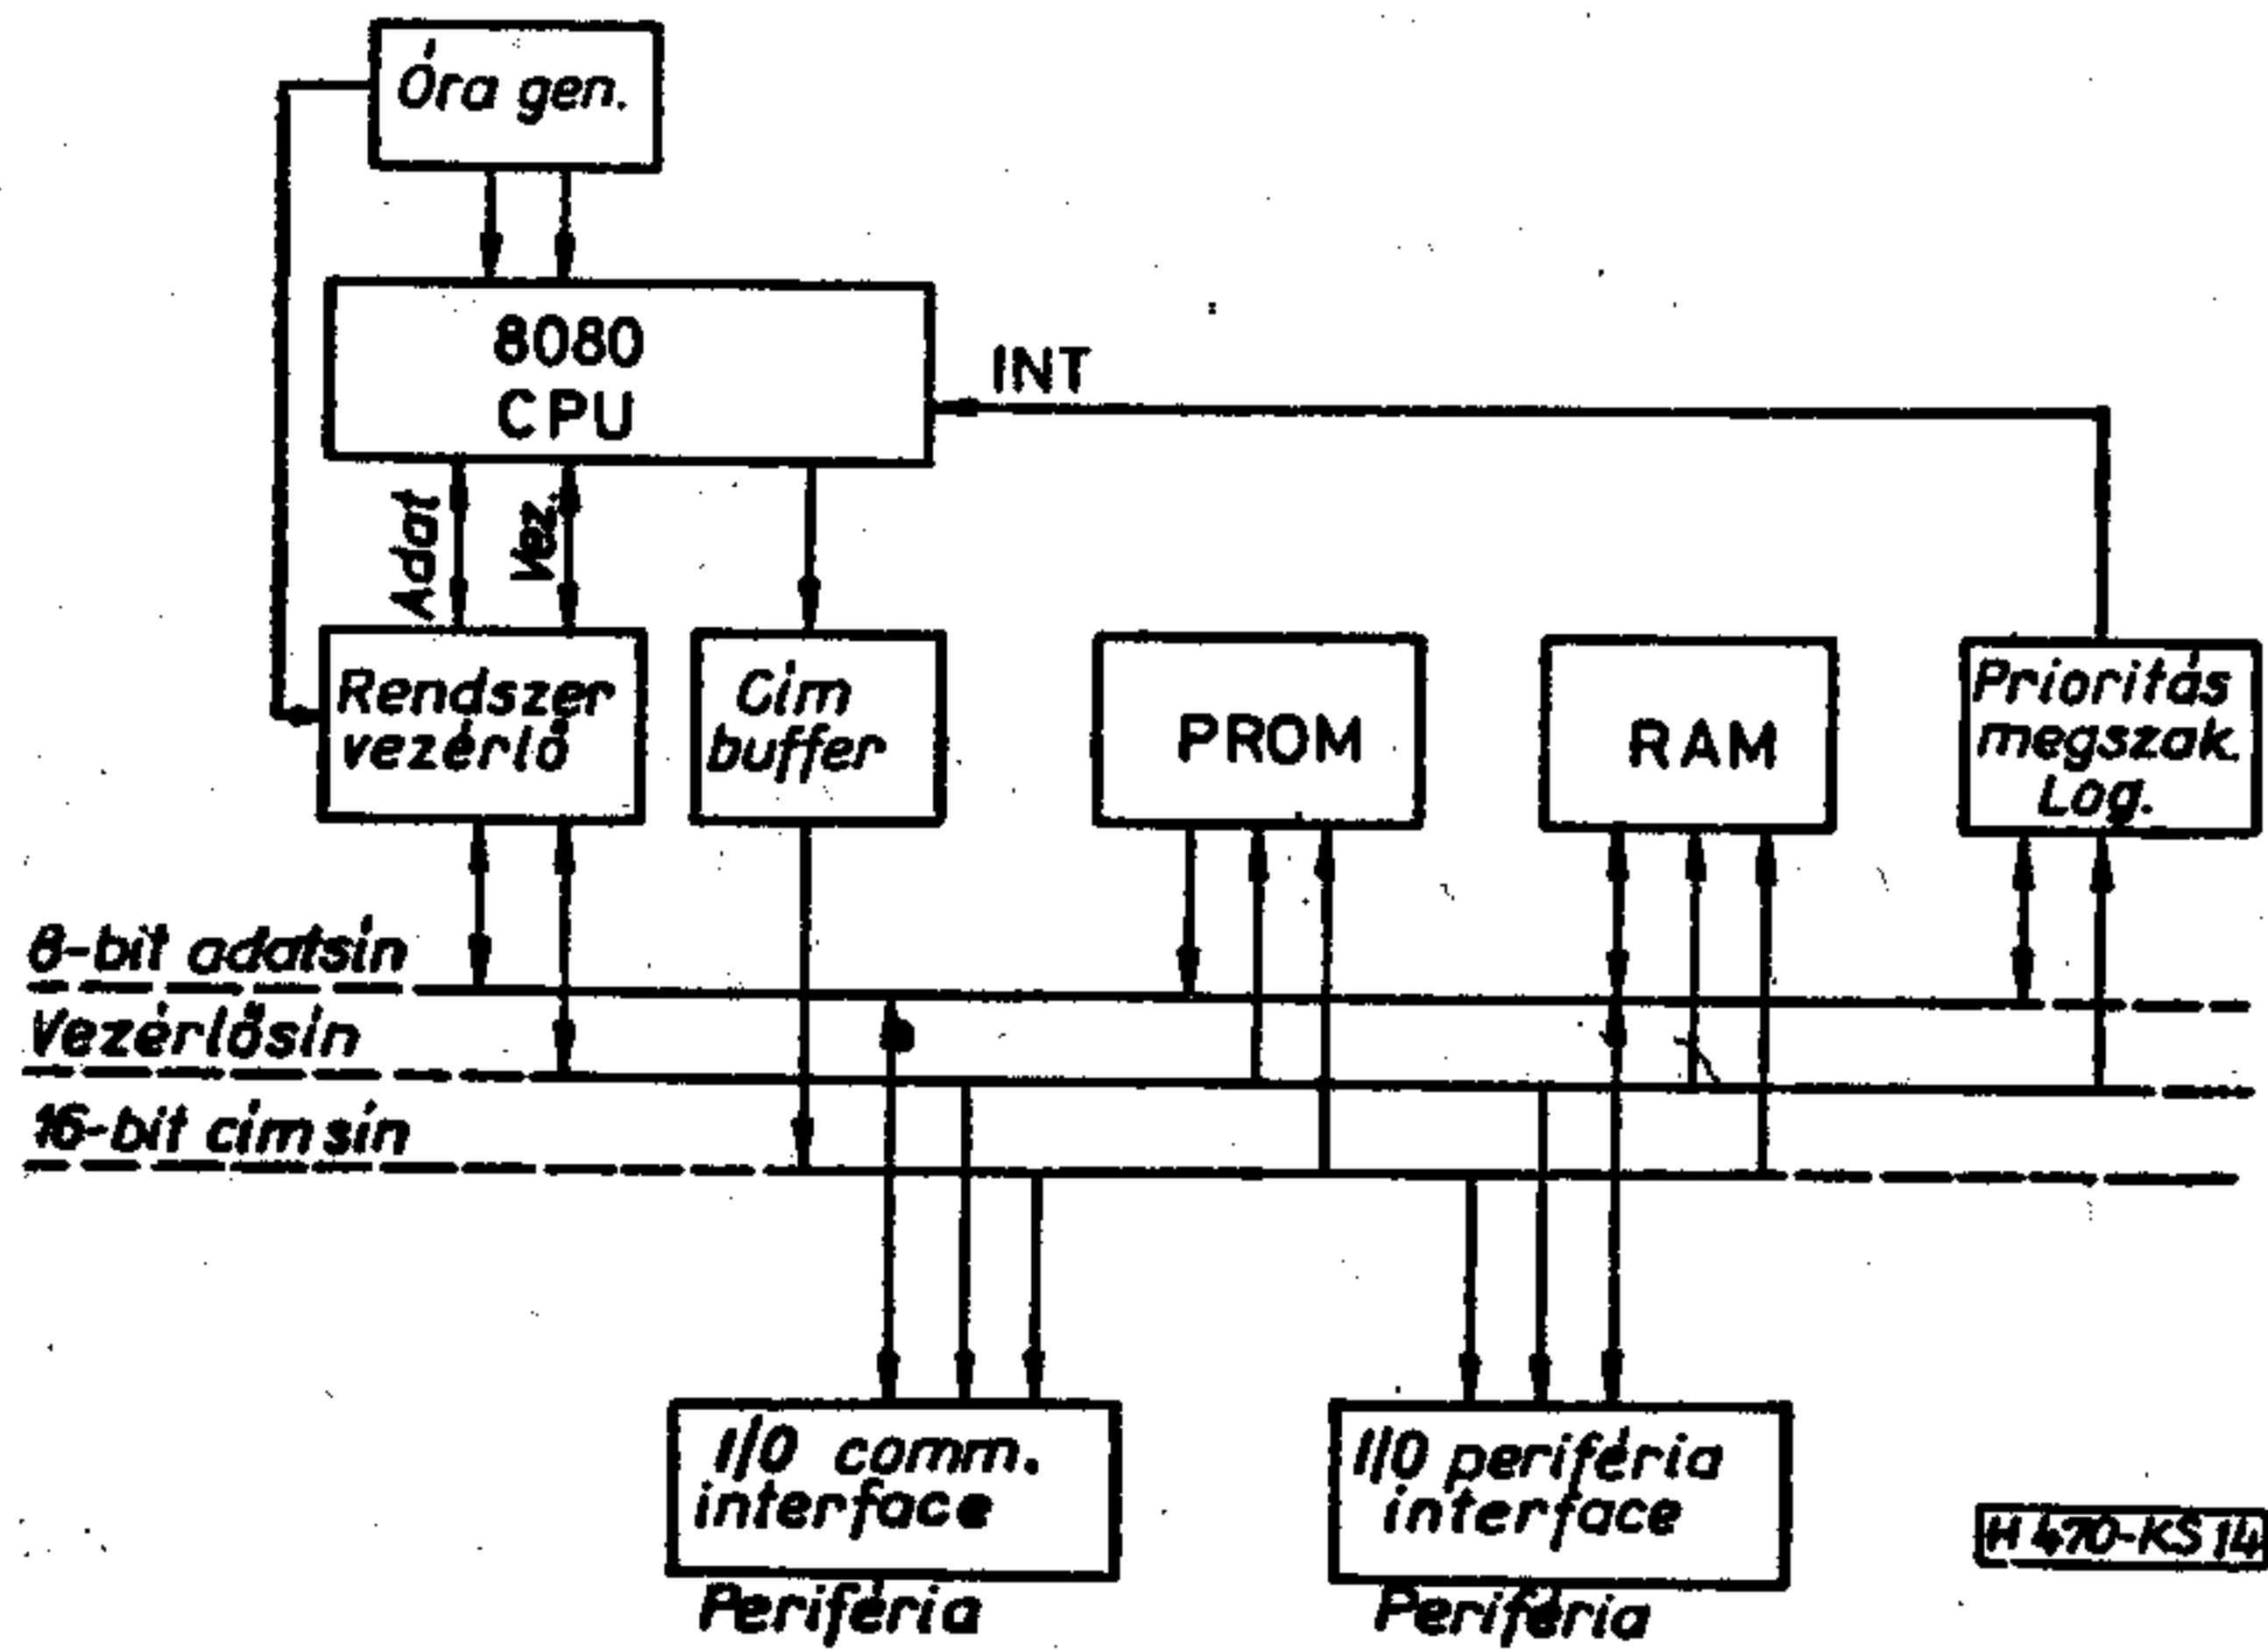 Óra gen.
8080
CPU
INT
Adat
Vez.
Rendszer
vezérlő
Cím
buffer
PROM
RAM
Prioritás
megszak.
Log.
8-bit adatsín
Vezérlősín
16-bit címsín
I/O comm.
interface
Periféria
I/O periféria
interface
Periféria
H 470-KS 14